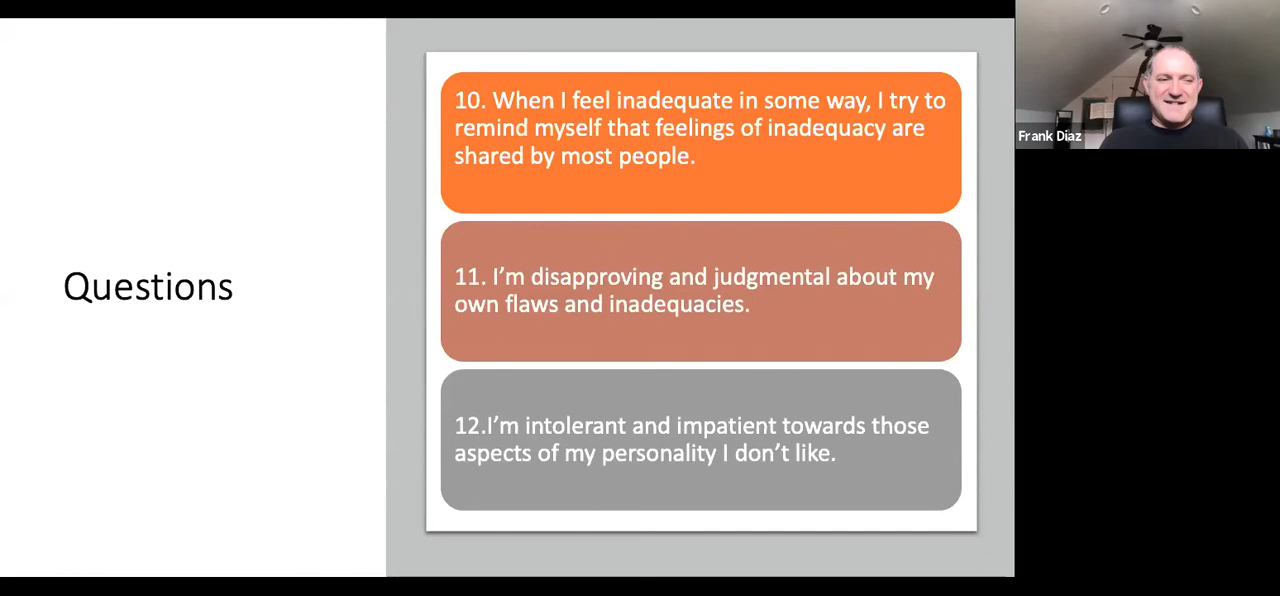 Questions
10. When I feel inadequate in some way, I try to
remind myself that feelings of inadequacy are
shared by most people.
11. I’m disapproving and judgmental about my
own flaws and inadequacies.
12.I’m intolerant and impatient towards those
aspects of my personality I don’t like.
Frank Diaz